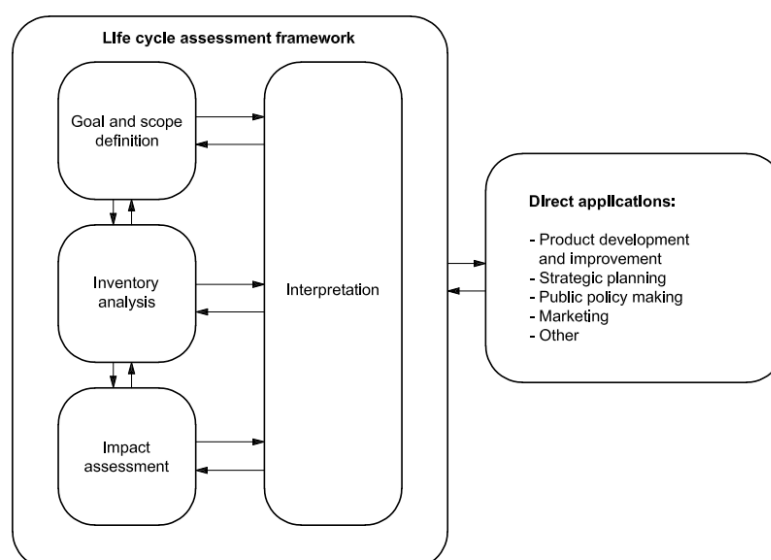 Life cycle assessment framework
Goal and scope
definition
Inventory
analysis
Impact
assessment
Interpretation
Direct applications:
- Product development
and improvement
- Strategic planning
- Public policy making
- Marketing
- Other